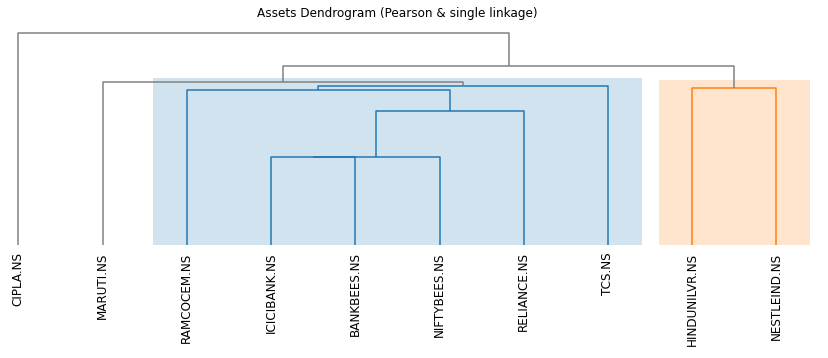 Assets Dendrogram (Pearson & single linkage)
CIPLA.NS
MARUTI.NS
RAMCOCEM.NS
ICICIBANK.NS
BANKBEES.NS
NIFTYBEES.NS
RELIANCE.NS
TCS.NS
HINDUNILVR.NS
NESTLEIND.NS